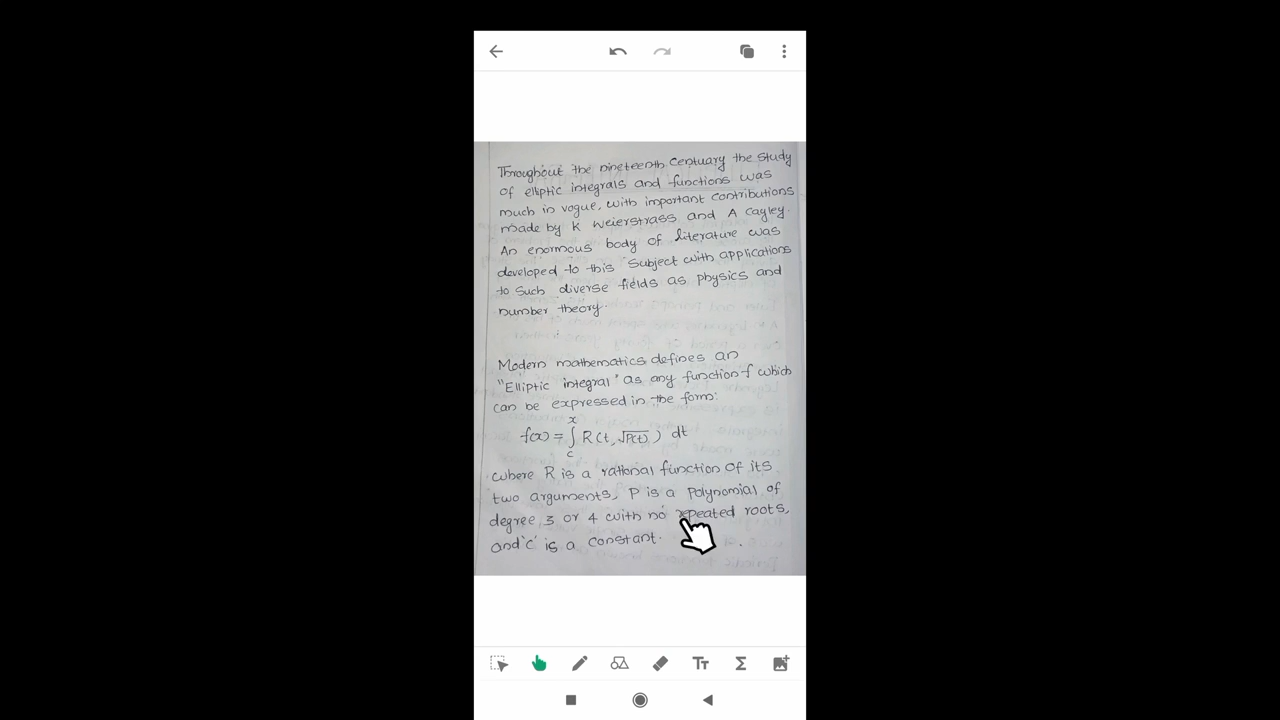 Throughout the nineteenth Centuary the study
of elliptic integrals and functions was
much in vogue, with important contributions
made by K Weierstrass and A Cayley.
An enormous body of literature was
developed to this Subject with applications
to such diverse fields as physics and
number theory.
Modern mathematics defines an
"Elliptic integral" as any function f which
can be expressed in the form:
f(x) = ∫_c^x R(t, √P(t)) dt
where R is a rational function of its
two arguments, P is a polynomial of
degree 3 or 4 with no repeated roots,
and 'c' is a constant.
Tт
Σ